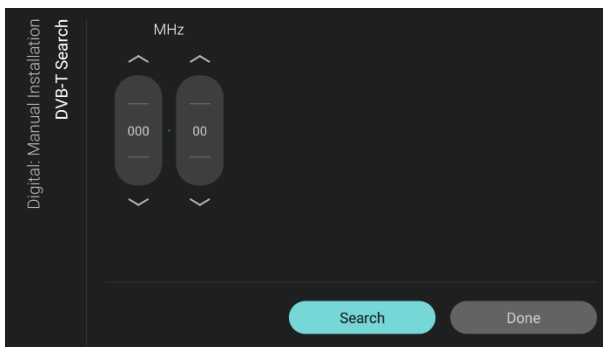 Digital: Manual Installation
DVB-T Search
MHz
000 . 00
Search
Done